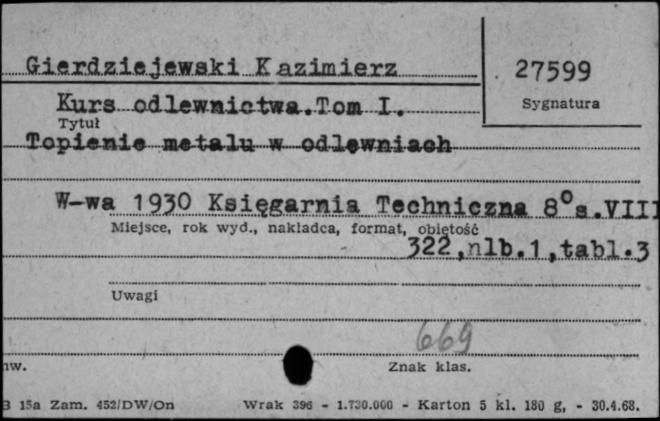 Gierdziejewski Kazimierz
27599
Sygnatura
Kurs odlewnictwa.Tom I.
Tytuł
Topienie metalu w odlewniach
W-wa 1930 Księgarnia Techniczna 8° s.VIII
Miejsce, rok wyd., nakładca, format, objętość
322,nlb.1,tabl.3
Uwagi
669
nw.
Znak klas.
B 15a Zam. 452/DW/On Wrak 396 - 1.730.000 - Karton 5 kl. 180 g, - 30.4.68.